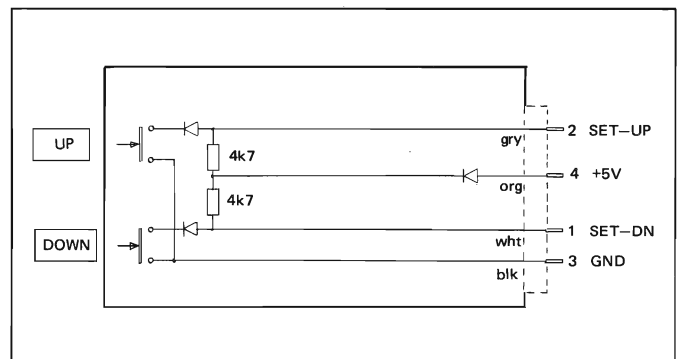 UP
4k7
gry
2 SET–UP
org
4 +5V
4k7
DOWN
wht
1 SET–DN
blk
3 GND